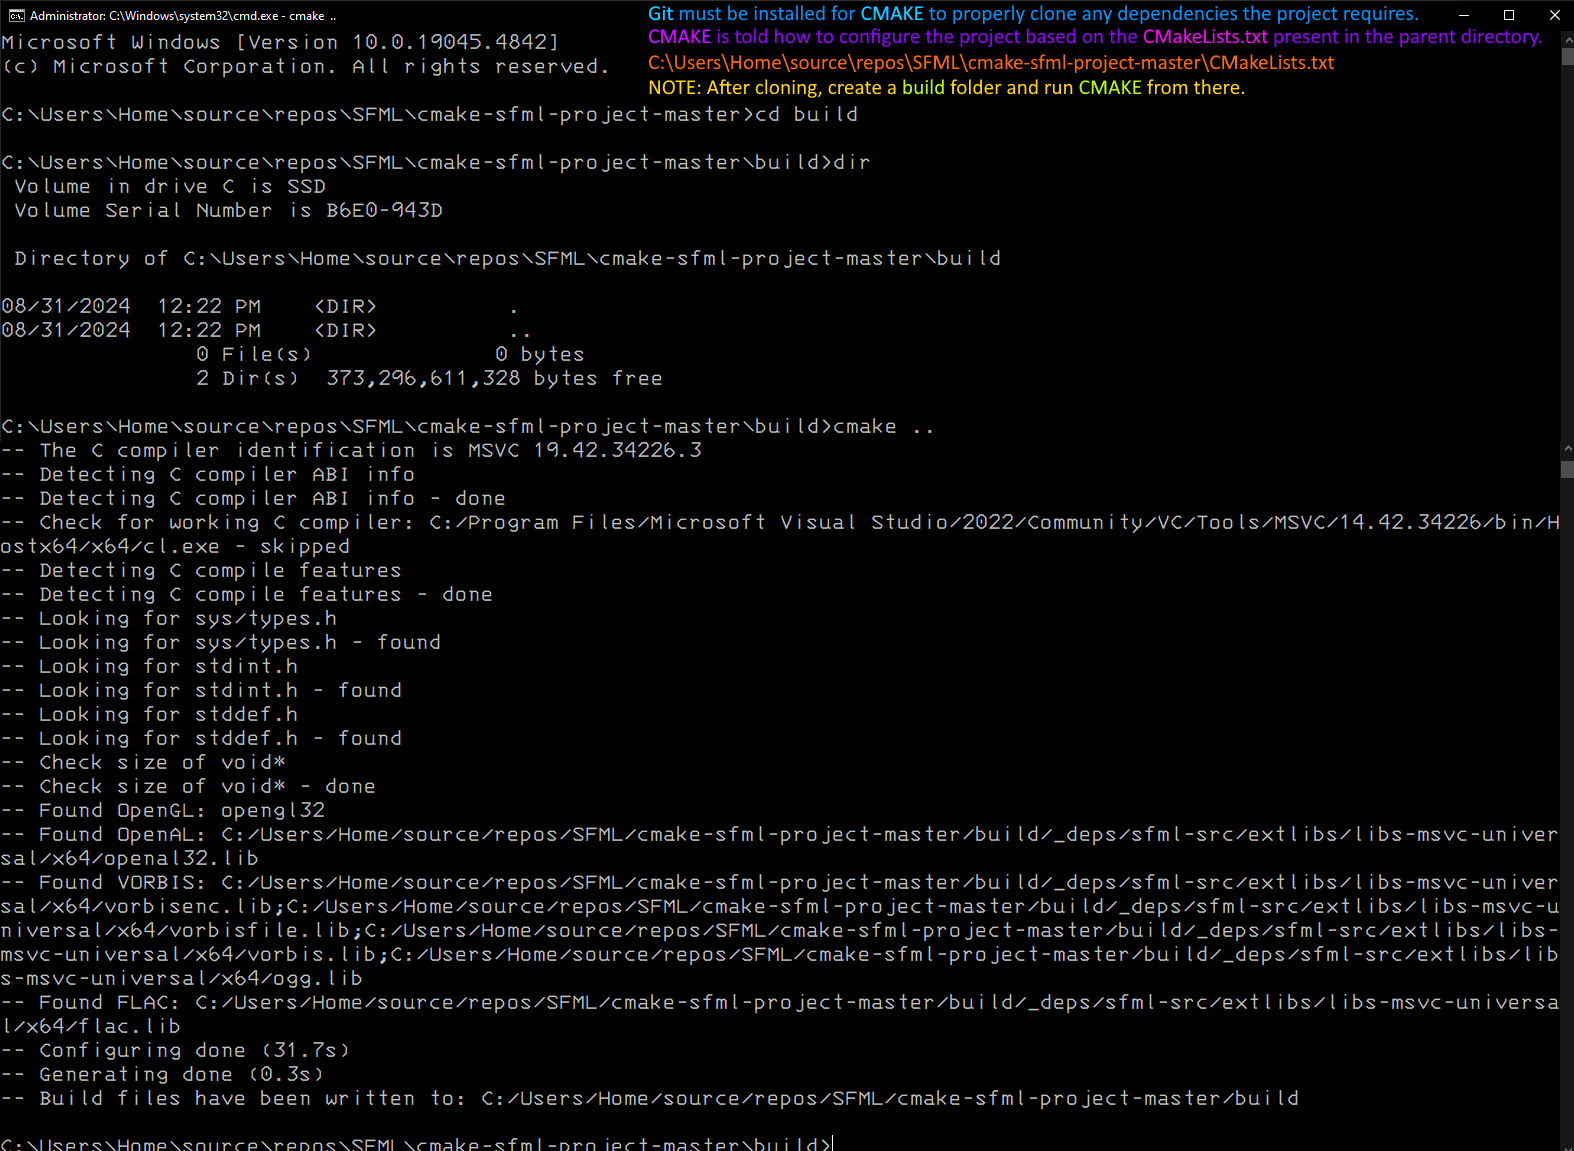 Administrator: C:\Windows\system32\cmd.exe - cmake ..
Git must be installed for CMAKE to properly clone any dependencies the project requires.
CMAKE is told how to configure the project based on the CMakeLists.txt present in the parent directory.
C:\Users\Home\source\repos\SFML\cmake-sfml-project-master\CMakeLists.txt
NOTE: After cloning, create a build folder and run CMAKE from there.
Microsoft Windows [Version 10.0.19045.4842]
(c) Microsoft Corporation. All rights reserved.
C:\Users\Home\source\repos\SFML\cmake-sfml-project-master>cd build
C:\Users\Home\source\repos\SFML\cmake-sfml-project-master\build>dir
Volume in drive C is SSD
Volume Serial Number is B6E0-943D
Directory of C:\Users\Home\source\repos\SFML\cmake-sfml-project-master\build
08/31/2024  12:22 PM    <DIR>          .
08/31/2024  12:22 PM    <DIR>          ..
0 File(s)              0 bytes
2 Dir(s)  373,296,611,328 bytes free
C:\Users\Home\source\repos\SFML\cmake-sfml-project-master\build>cmake ..
-- The C compiler identification is MSVC 19.42.34226.3
-- Detecting C compiler ABI info
-- Detecting C compiler ABI info - done
-- Check for working C compiler: C:/Program Files/Microsoft Visual Studio/2022/Community/VC/Tools/MSVC/14.42.34226/bin/H
ostx64/x64/cl.exe - skipped
-- Detecting C compile features
-- Detecting C compile features - done
-- Looking for sys/types.h
-- Looking for sys/types.h - found
-- Looking for stdint.h
-- Looking for stdint.h - found
-- Looking for stddef.h
-- Looking for stddef.h - found
-- Check size of void*
-- Check size of void* - done
-- Found OpenGL: opengl32
-- Found OpenAL: C:/Users/Home/source/repos/SFML/cmake-sfml-project-master/build/_deps/sfml-src/extlibs/libs-msvc-univer
sal/x64/openal32.lib
-- Found VORBIS: C:/Users/Home/source/repos/SFML/cmake-sfml-project-master/build/_deps/sfml-src/extlibs/libs-msvc-univer
sal/x64/vorbisenc.lib;C:/Users/Home/source/repos/SFML/cmake-sfml-project-master/build/_deps/sfml-src/extlibs/libs-msvc-u
niversal/x64/vorbisfile.lib;C:/Users/Home/source/repos/SFML/cmake-sfml-project-master/build/_deps/sfml-src/extlibs/libs-
msvc-universal/x64/vorbis.lib;C:/Users/Home/source/repos/SFML/cmake-sfml-project-master/build/_deps/sfml-src/extlibs/lib
s-msvc-universal/x64/ogg.lib
-- Found FLAC: C:/Users/Home/source/repos/SFML/cmake-sfml-project-master/build/_deps/sfml-src/extlibs/libs-msvc-universa
l/x64/flac.lib
-- Configuring done (31.7s)
-- Generating done (0.3s)
-- Build files have been written to: C:/Users/Home/source/repos/SFML/cmake-sfml-project-master/build
C:\Users\Home\source\repos\SFML\cmake-sfml-project-master\build>